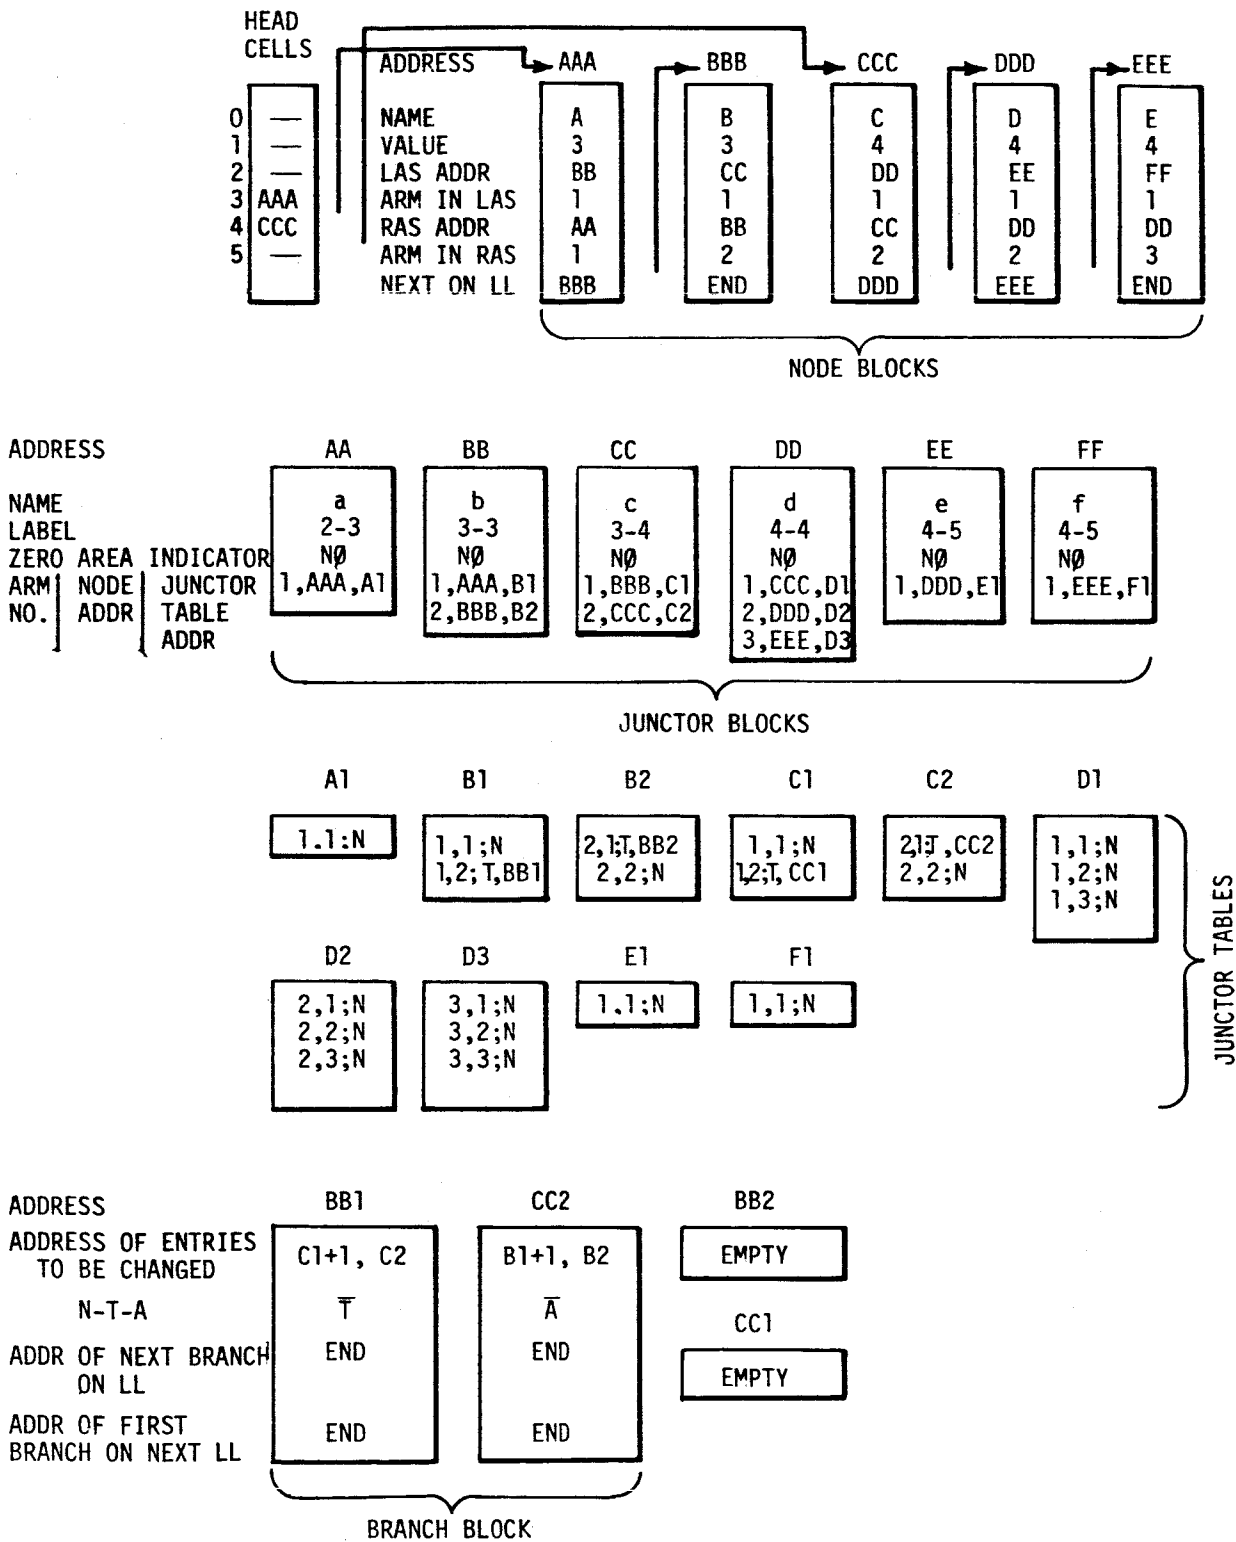 HEAD
CELLS
ADDRESS AAA BBB CCC DDD EEE
0 — NAME A B C D E
1 — VALUE 3 3 4 4 4
2 — LAS ADDR BB CC DD EE FF
3 AAA ARM IN LAS 1 1 1 1 1
4 CCC RAS ADDR AA BB CC DD DD
5 — ARM IN RAS 1 2 2 2 3
NEXT ON LL BBB END DDD EEE END
NODE BLOCKS
ADDRESS AA BB CC DD EE FF
NAME a b c d e f
LABEL 2-3 3-3 3-4 4-4 4-5 4-5
ZERO AREA INDICATOR NØ NØ NØ NØ NØ NØ
ARM NODE JUNCTOR 1,AAA,A1 1,AAA,B1 1,BBB,C1 1,CCC,D1 1,DDD,E1 1,EEE,F1
NO. ADDR TABLE 2,BBB,B2 2,CCC,C2 2,DDD,D2
ADDR 3,EEE,D3
JUNCTOR BLOCKS
A1 B1 B2 C1 C2 D1
1,1;N 1,1;N 2,1;T,BB2 1,1;N 2,1;T,CC2 1,1;N
1,2;T,BB1 2,2;N 1,2;T,CC1 2,2;N 1,2;N
1,3;N
D2 D3 E1 F1
2,1;N 3,1;N 1,1;N 1,1;N
2,2;N 3,2;N
2,3;N 3,3;N
JUNCTOR TABLES
ADDRESS BB1 CC2 BB2
ADDRESS OF ENTRIES C1+1, C2 B1+1, B2 EMPTY
TO BE CHANGED
N-T-A T̅ A̅
CC1
ADDR OF NEXT BRANCH END END
ON LL EMPTY
ADDR OF FIRST END END
BRANCH ON NEXT LL
BRANCH BLOCK